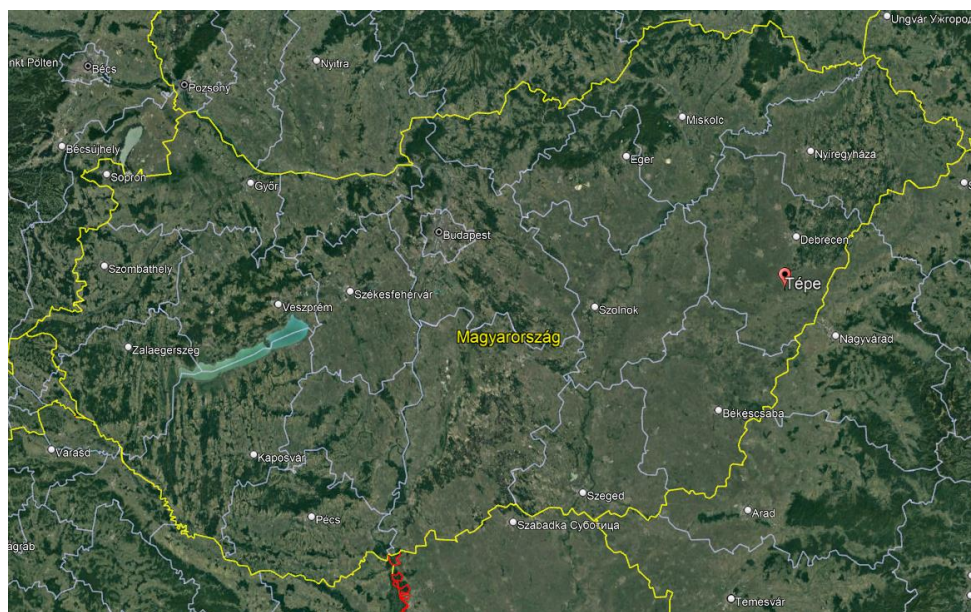 Ungvár Ужгород
nkt Pölten
Bécs
Nyitra
Pozsony
Miskolc
Bécsújhely
Eger
Nyíregyháza
Sopron
Győr
Budapest
Debrecen
Szombathely
Tépe
Székesfehérvár
Veszprém
Szolnok
Magyarország
Nagyvárad
Zalaegerszeg
Békéscsaba
Varasd
Kaposvár
Szeged
Arad
Pécs
Szabadka Суботица
ágráb
Temesvár